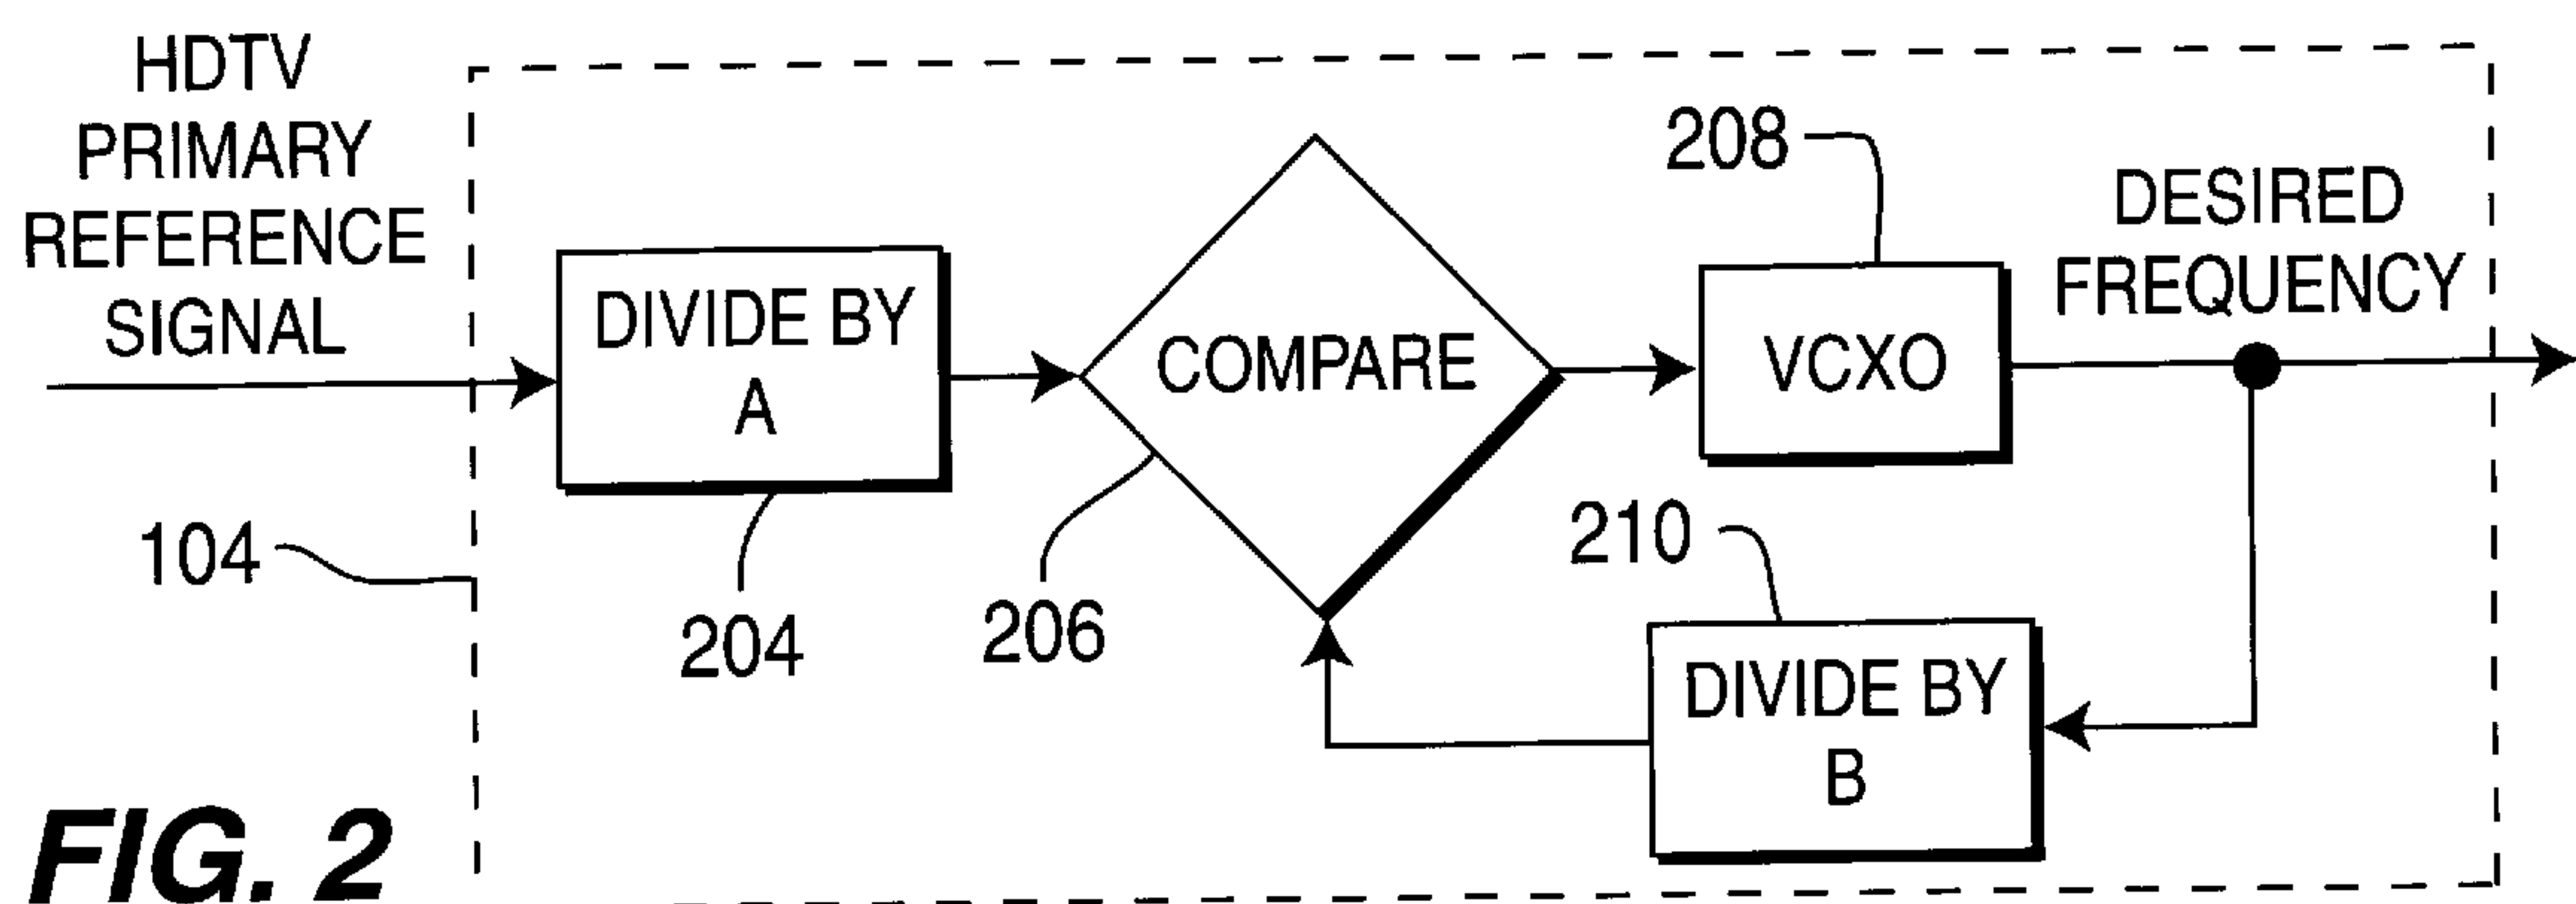 HDTV
PRIMARY
REFERENCE
SIGNAL
DIVIDE BY
A
COMPARE
208
VCXO
DESIRED
FREQUENCY
104
204
206
210
DIVIDE BY
B
FIG. 2